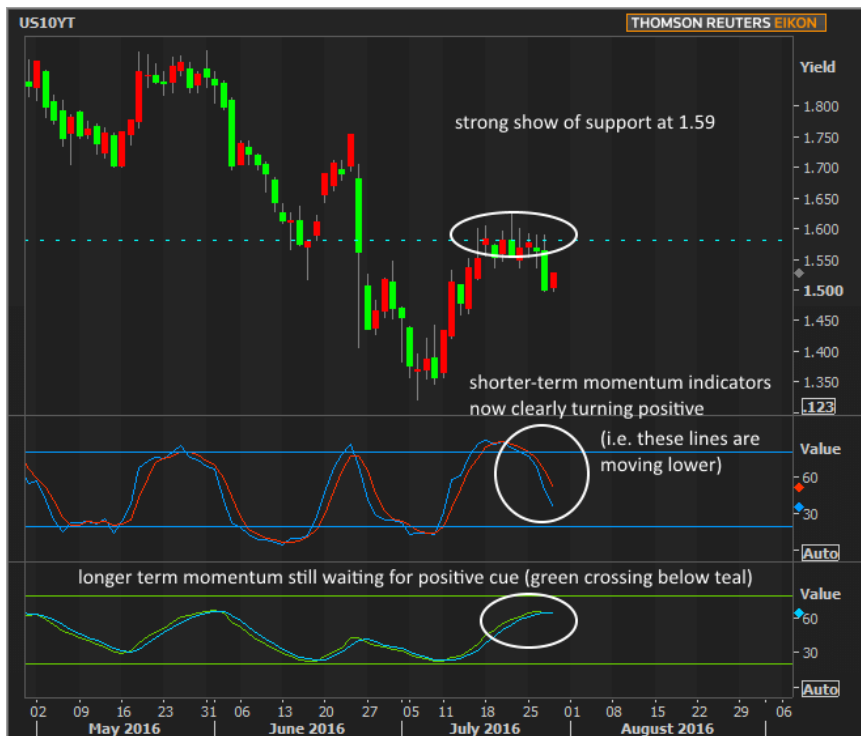 US10YT
THOMSON REUTERS EIKON
Yield
1.800
strong show of support at 1.59
1.750
1.700
1.650
1.600
1.550
1.500
1.450
1.400
shorter-term momentum indicators
1.350
now clearly turning positive
.123
(i.e. these lines are
Value
moving lower)
60
30
Auto
longer term momentum still waiting for positive cue (green crossing below teal)
Value
60
30
Auto
02 09 16 23 31 06 13 20 27 05 11 18 25 01 08 15 22 29 06
May 2016 June 2016 July 2016 August 2016